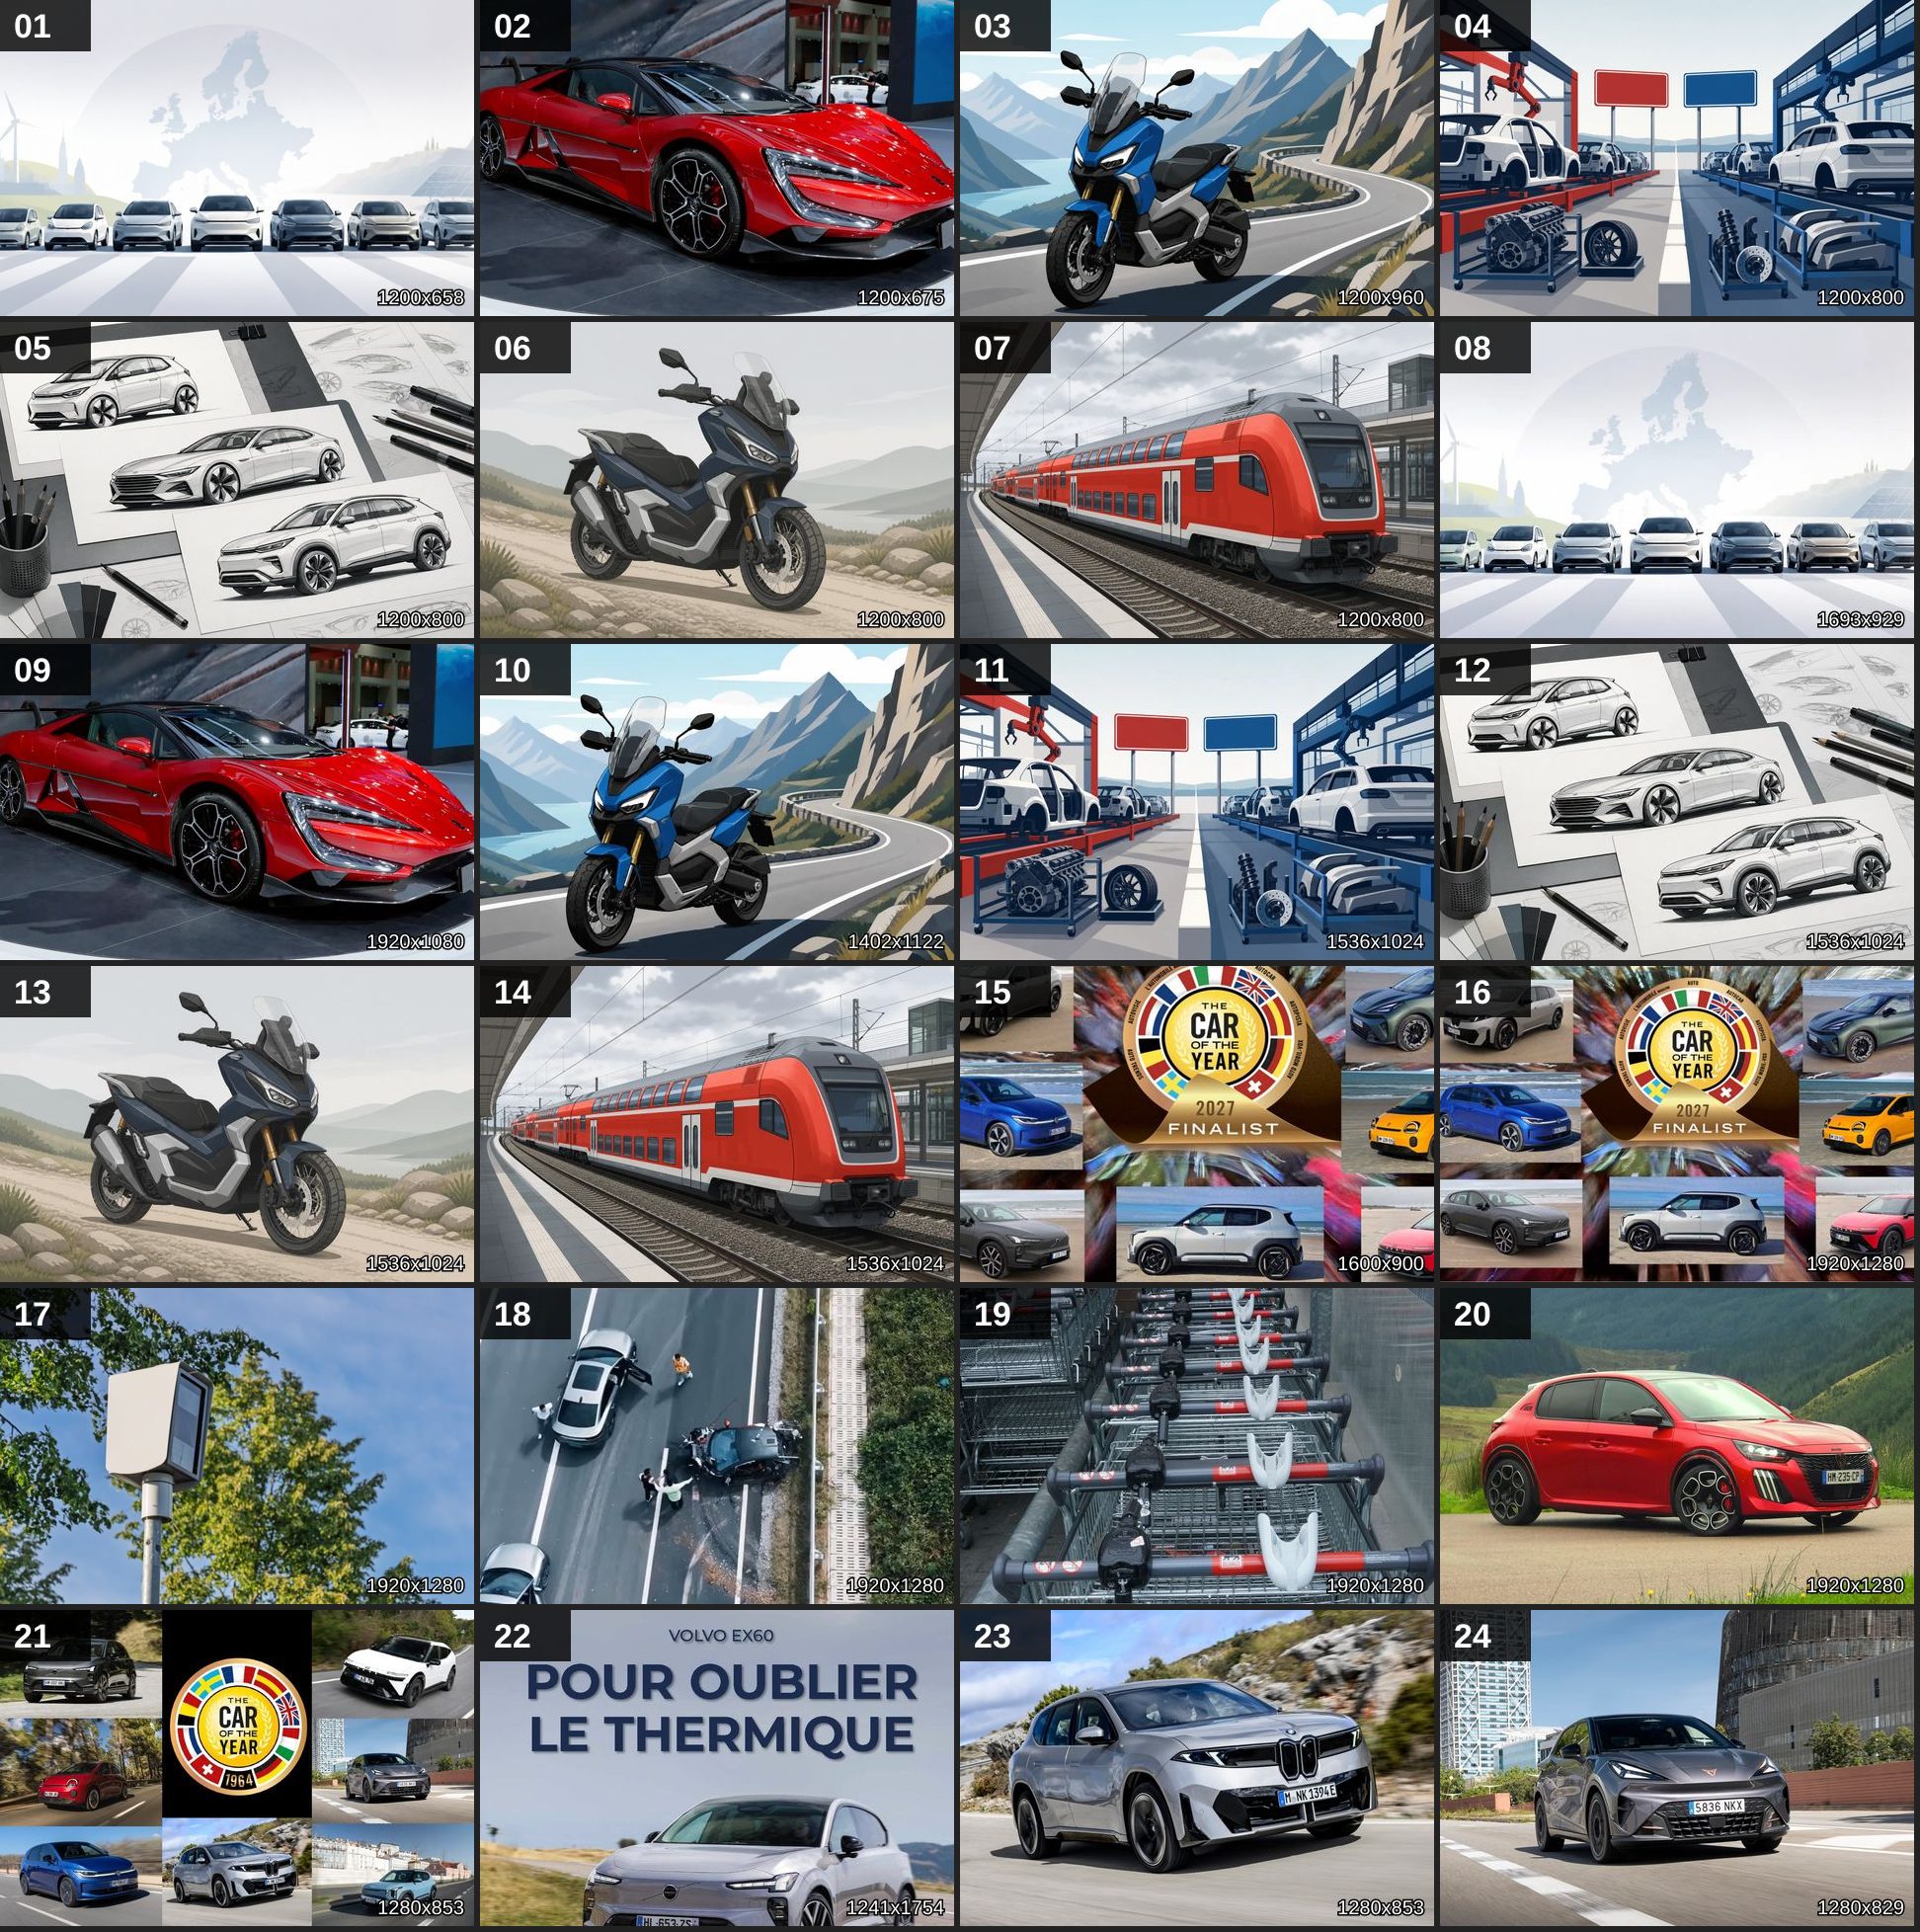 01
1200x658
02
1200x675
03
1200x960
04
1200x800
05
1200x800
06
1200x800
07
1200x800
08
1693x929
09
1920x1080
10
1402x1122
11
1536x1024
12
1536x1024
13
1536x1024
14
1536x1024
15
THE
CAR
OF THE
YEAR
2027
FINALIST
1600x900
16
THE
CAR
OF THE
YEAR
2027
FINALIST
1920x1280
17
1920x1280
18
1920x1280
19
1920x1280
20
HM-235-CP
1920x1280
21
THE
CAR
OF THE
YEAR
1964
1280x853
22
VOLVO EX60
POUR OUBLIER
LE THERMIQUE
HL-653-ZS
1241x1754
23
M NK 1394 E
1280x853
24
5836 NKX
1280x829